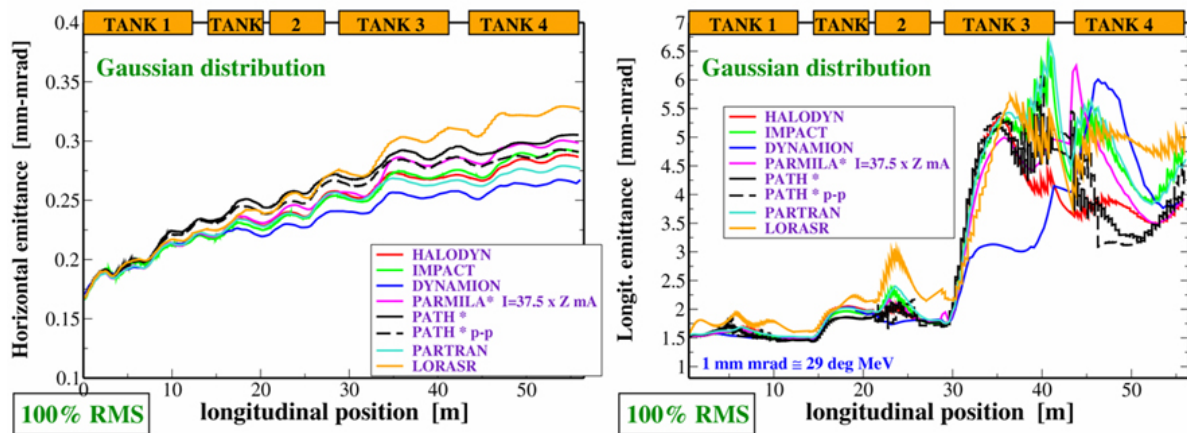 TANK 1 TANK 2 TANK 3 TANK 4
0.4
0.35
0.3
0.25
0.2
0.15
0.1
Horizontal emittance [mm-mrad]
Gaussian distribution
HALODYN
IMPACT
DYNAMION
PARMILA* I=37.5 x Z mA
PATH *
PATH * p-p
PARTRAN
LORASR
0 10 20 30 40 50
longitudinal position [m]
100% RMS
TANK 1 TANK 2 TANK 3 TANK 4
7
6.5
6
5.5
5
4.5
4
3.5
3
2.5
2
1.5
1
Longit. emittance [mm-mrad]
Gaussian distribution
HALODYN
IMPACT
DYNAMION
PARMILA* I=37.5 x Z mA
PATH *
PATH * p-p
PARTRAN
LORASR
1 mm mrad ≅ 29 deg MeV
10 20 30 40 50
longitudinal position [m]
100% RMS